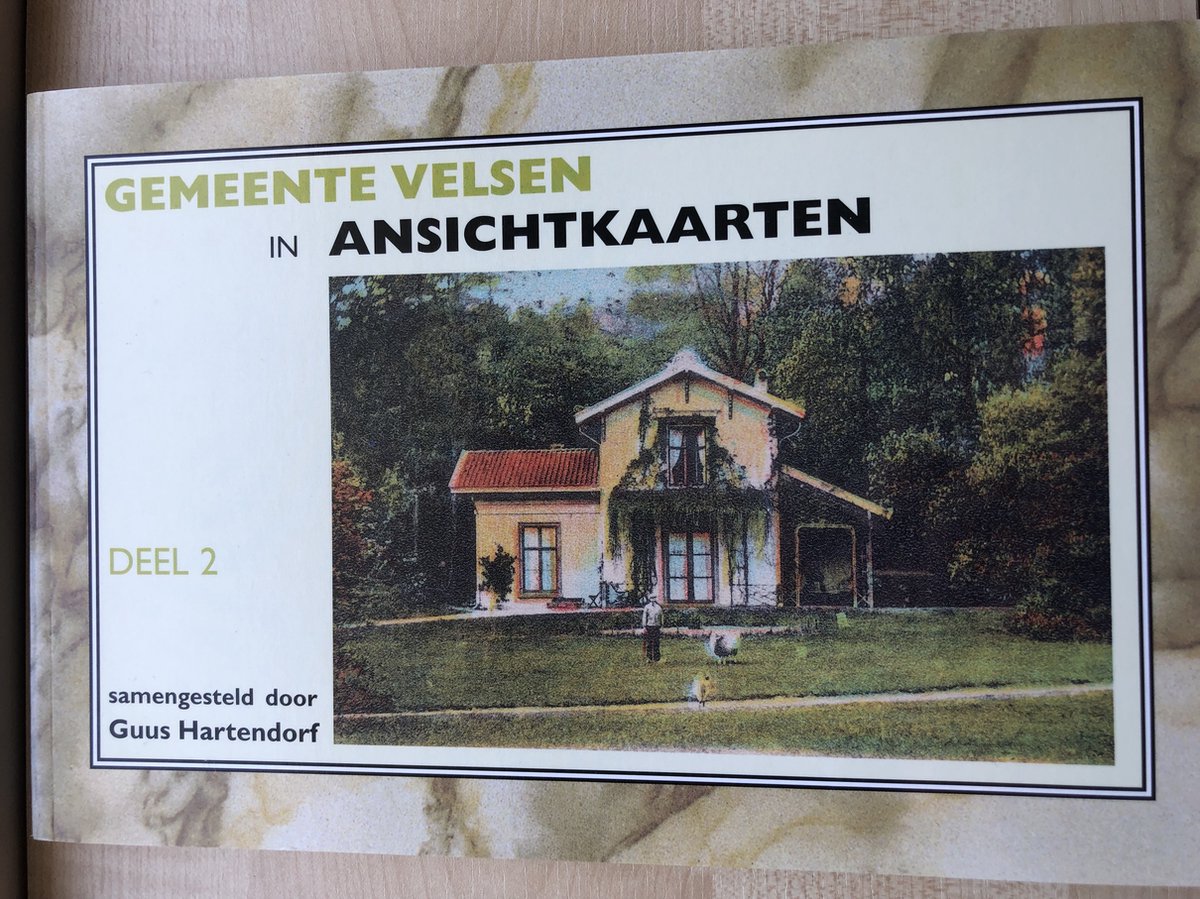 GEMEENTE VELSEN
IN ANSICHTKAARTEN
DEEL 2
samengesteld door
Guus Hartendorf